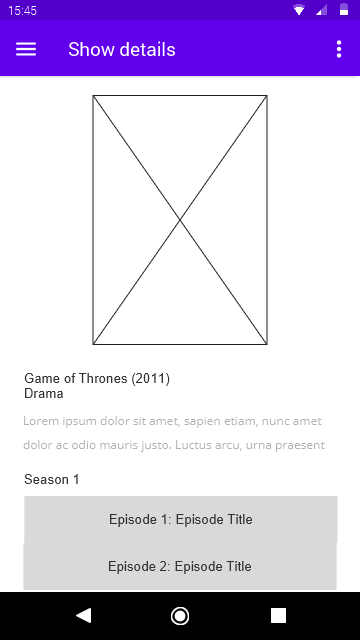 15:45
Show details
Game of Thrones (2011)
Drama
Lorem ipsum dolor sit amet, sapien etiam, nunc amet
dolor ac odio mauris justo. Luctus arcu, urna praesent
Season 1
Episode 1: Episode Title
Episode 2: Episode Title